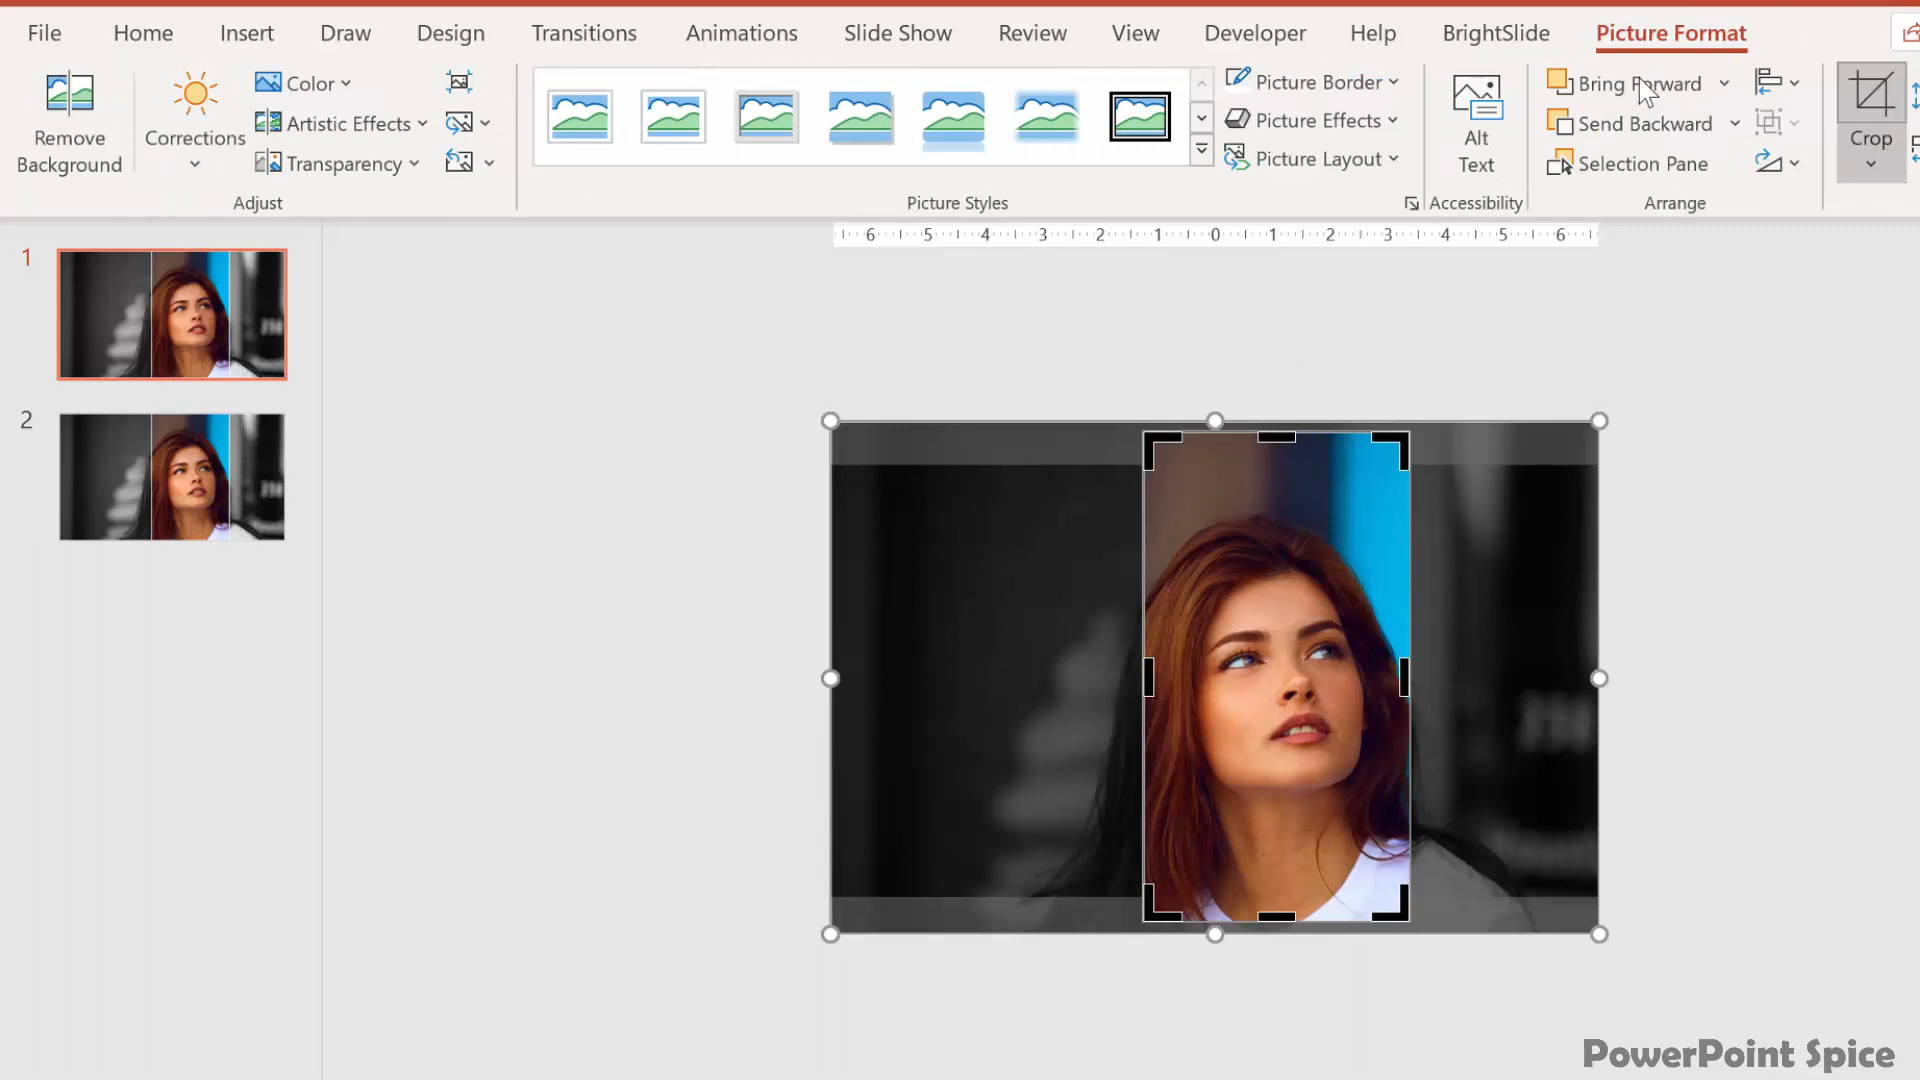 File Home Insert Draw Design Transitions Animations Slide Show Review View Developer Help BrightSlide Picture Format
Remove Background
Corrections
Color
Artistic Effects
Transparency
Adjust
Picture Styles
Picture Border
Picture Effects
Picture Layout
Alt Text
Accessibility
Bring Forward
Send Backward
Selection Pane
Arrange
Crop
6 5 4 3 2 1 0 1 2 3 4 5 6
1
2
PowerPoint Spice